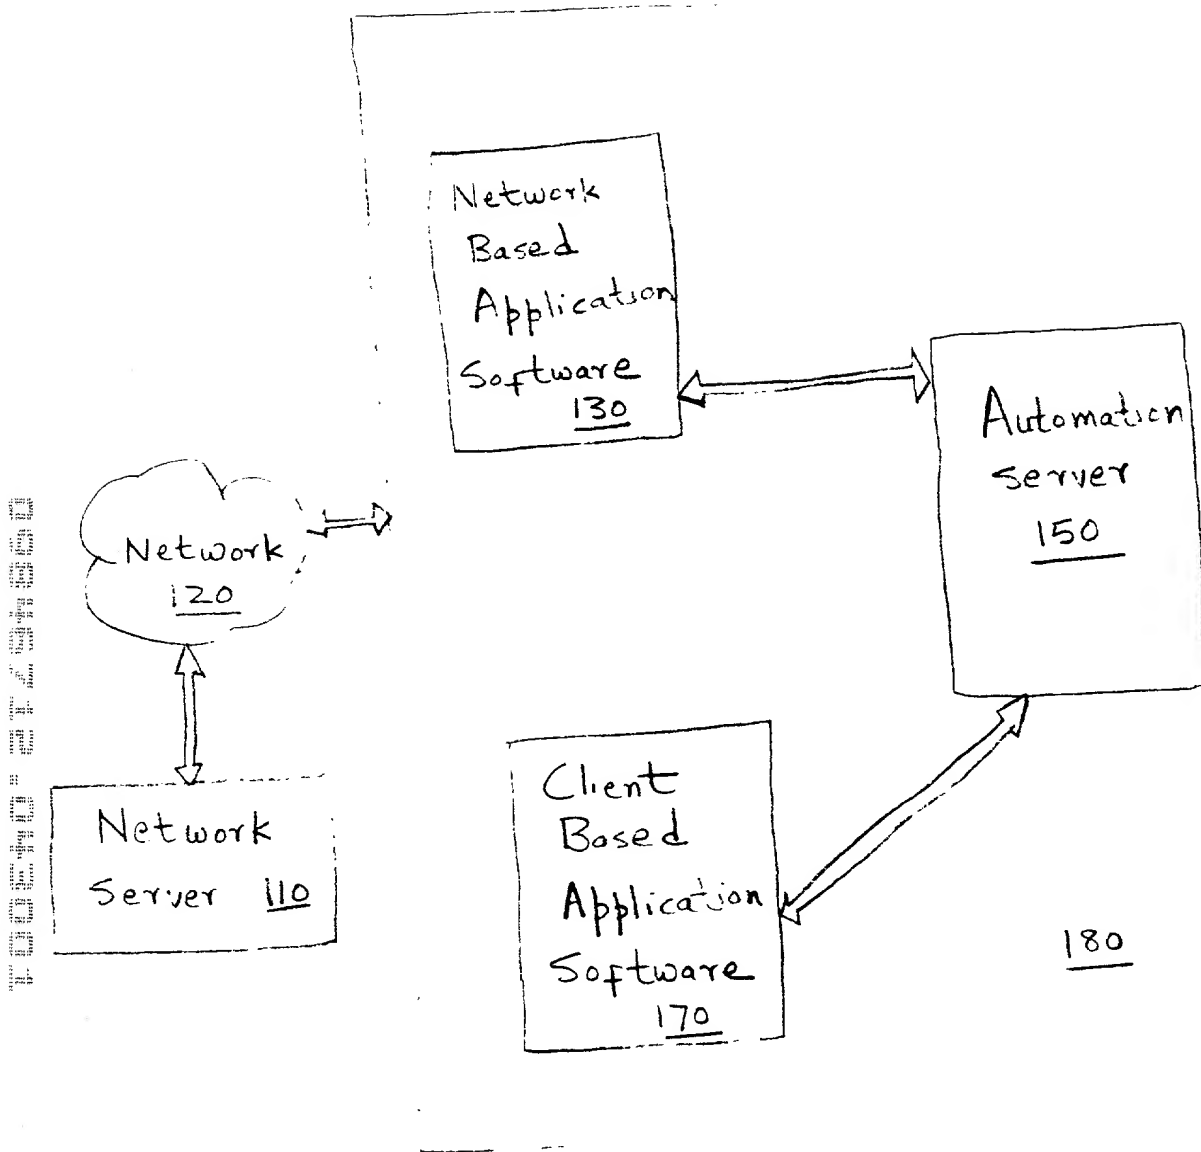 Network
Based
Application
Software
130
Automation
Server
150
Network
120
Network
Server 110
Client
Based
Application
Software
170
180